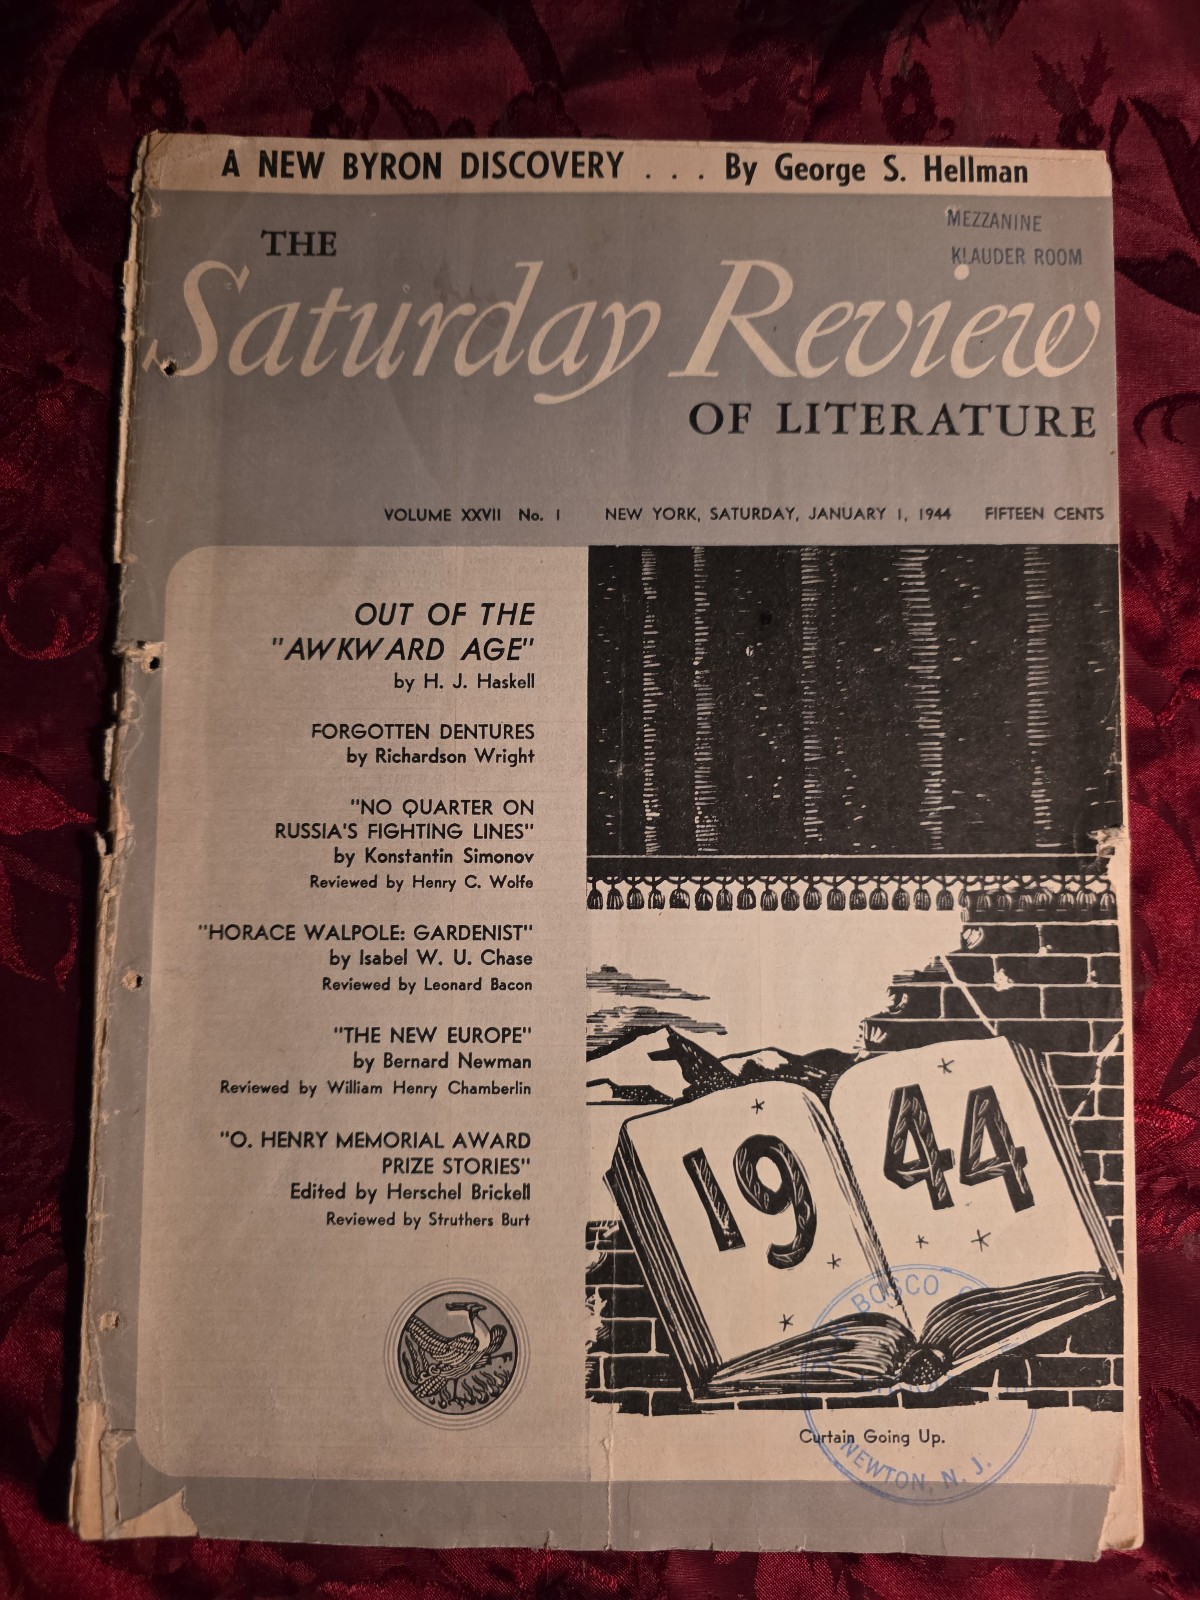 A NEW BYRON DISCOVERY . . . By George S. Hellman
MEZZANINE
KLAUDER ROOM
THE
Saturday Review
OF LITERATURE
VOLUME XXVII No. 1 NEW YORK, SATURDAY, JANUARY 1, 1944 FIFTEEN CENTS
OUT OF THE
"AWKWARD AGE"
by H. J. Haskell
FORGOTTEN DENTURES
by Richardson Wright
"NO QUARTER ON
RUSSIA'S FIGHTING LINES"
by Konstantin Simonov
Reviewed by Henry C. Wolfe
"HORACE WALPOLE: GARDENIST"
by Isabel W. U. Chase
Reviewed by Leonard Bacon
"THE NEW EUROPE"
by Bernard Newman
Reviewed by William Henry Chamberlin
"O. HENRY MEMORIAL AWARD
PRIZE STORIES"
Edited by Herschel Brickell
Reviewed by Struthers Burt
19 44
BOSCO
Curtain Going Up.
NEWTON, N. J.